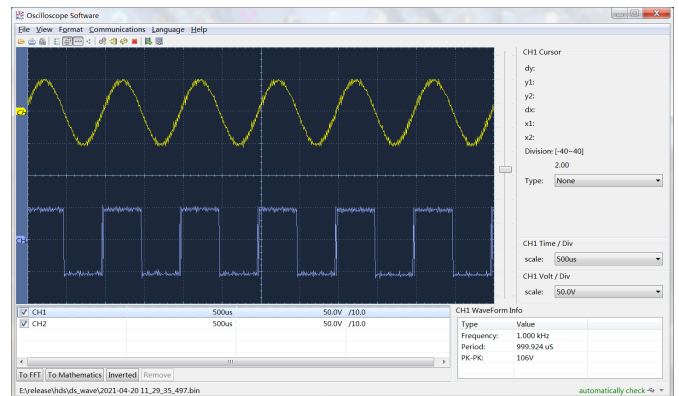 Oscilloscope Software
File View Format Communications Language Help
CH1 Cursor
dy:
y1:
y2:
dx:
x1:
x2:
Division: [-40~40]
2.00
Type: None
CH1 Time / Div
scale: 500us
CH1 Volt / Div
scale: 50.0V
CH1 500us 50.0V /10.0
CH2 500us 50.0V /10.0
CH1 WaveForm Info
Type Value
Frequency: 1.000 kHz
Period: 999.924 uS
PK-PK: 106V
To FFT To Mathematics Inverted Remove
E:\release\hds\ds_wave\2021-04-20 11_29_35_497.bin
automatically check